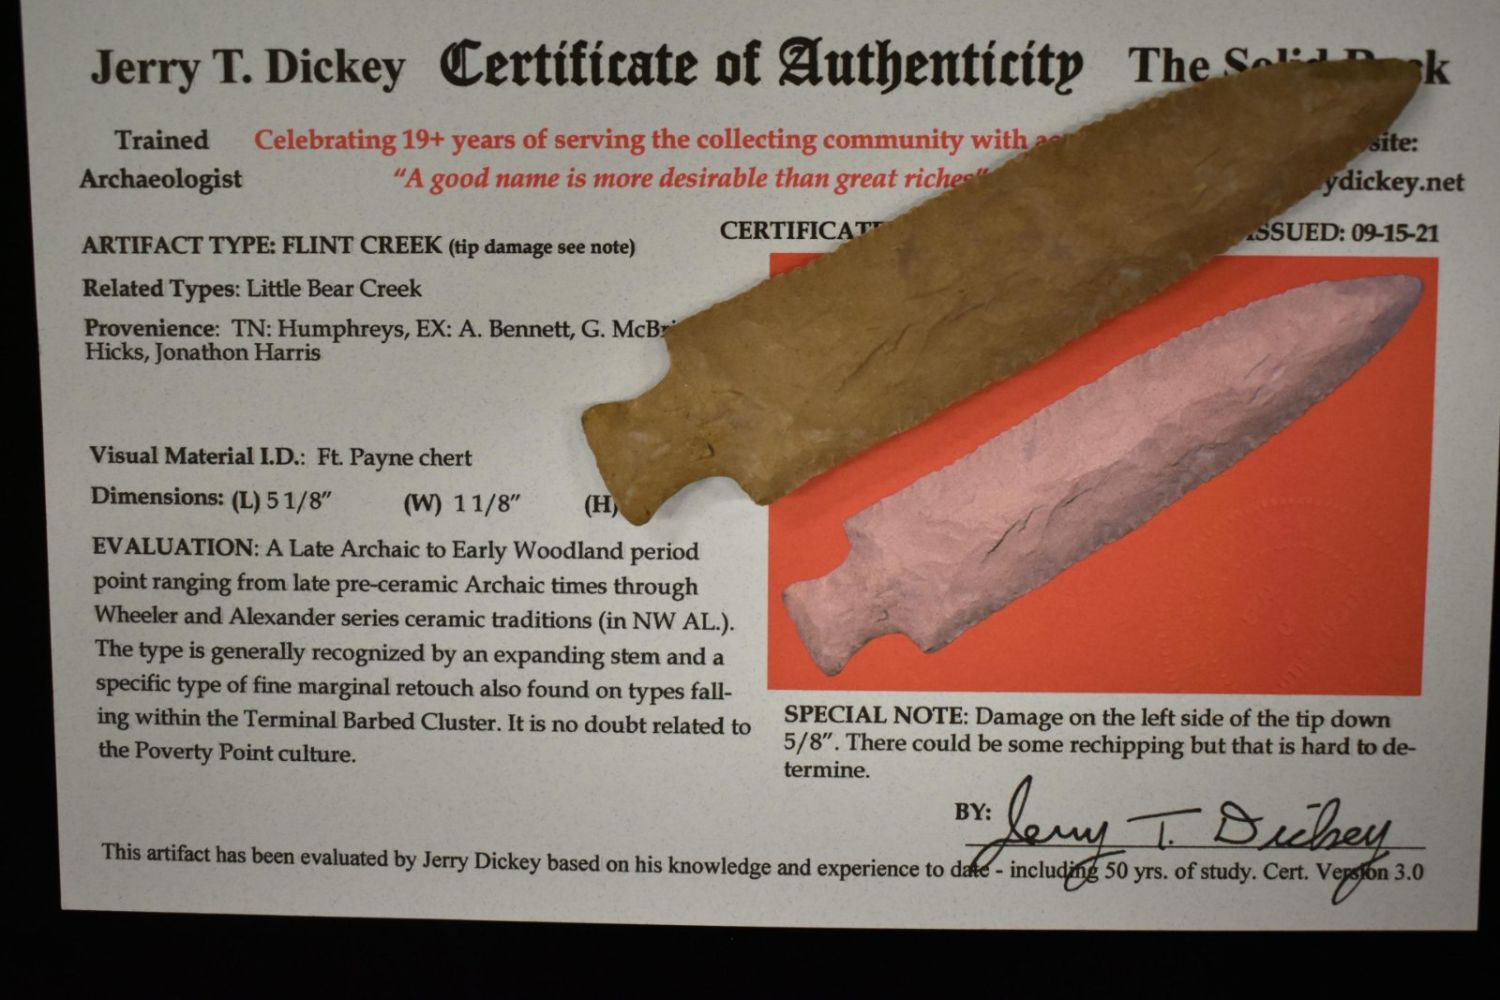 Jerry T. Dickey Certificate of Authenticity The Solid
Trained Celebrating 19+ years of serving the collecting community with site:
Archaeologist "A good name is more desirable than great riches" ydickey.net
ARTIFACT TYPE: FLINT CREEK (tip damage see note) CERTIFICAT ISSUED: 09-15-21
Related Types: Little Bear Creek
Provenience: TN: Humphreys, EX: A. Bennett, G. McBri
Hicks, Jonathon Harris
Visual Material I.D.: Ft. Payne chert
Dimensions: (L) 5 1/8" (W) 1 1/8" (H)
EVALUATION: A Late Archaic to Early Woodland period
point ranging from late pre-ceramic Archaic times through
Wheeler and Alexander series ceramic traditions (in NW AL.).
The type is generally recognized by an expanding stem and a
specific type of fine marginal retouch also found on types fall-
ing within the Terminal Barbed Cluster. It is no doubt related to
the Poverty Point culture.
SPECIAL NOTE: Damage on the left side of the tip down
5/8". There could be some rechipping but that is hard to de-
termine.
BY: Jerry T. Dickey
This artifact has been evaluated by Jerry Dickey based on his knowledge and experience to date - including 50 yrs. of study. Cert. Version 3.0